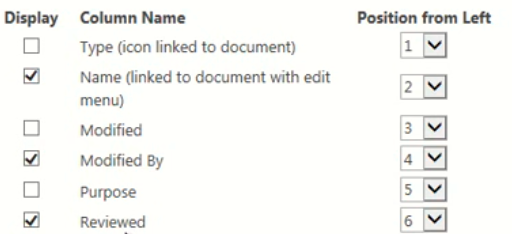 Display Column Name Position from Left
Type (icon linked to document) 1
Name (linked to document with edit 2
menu)
Modified 3
Modified By 4
Purpose 5
Reviewed 6